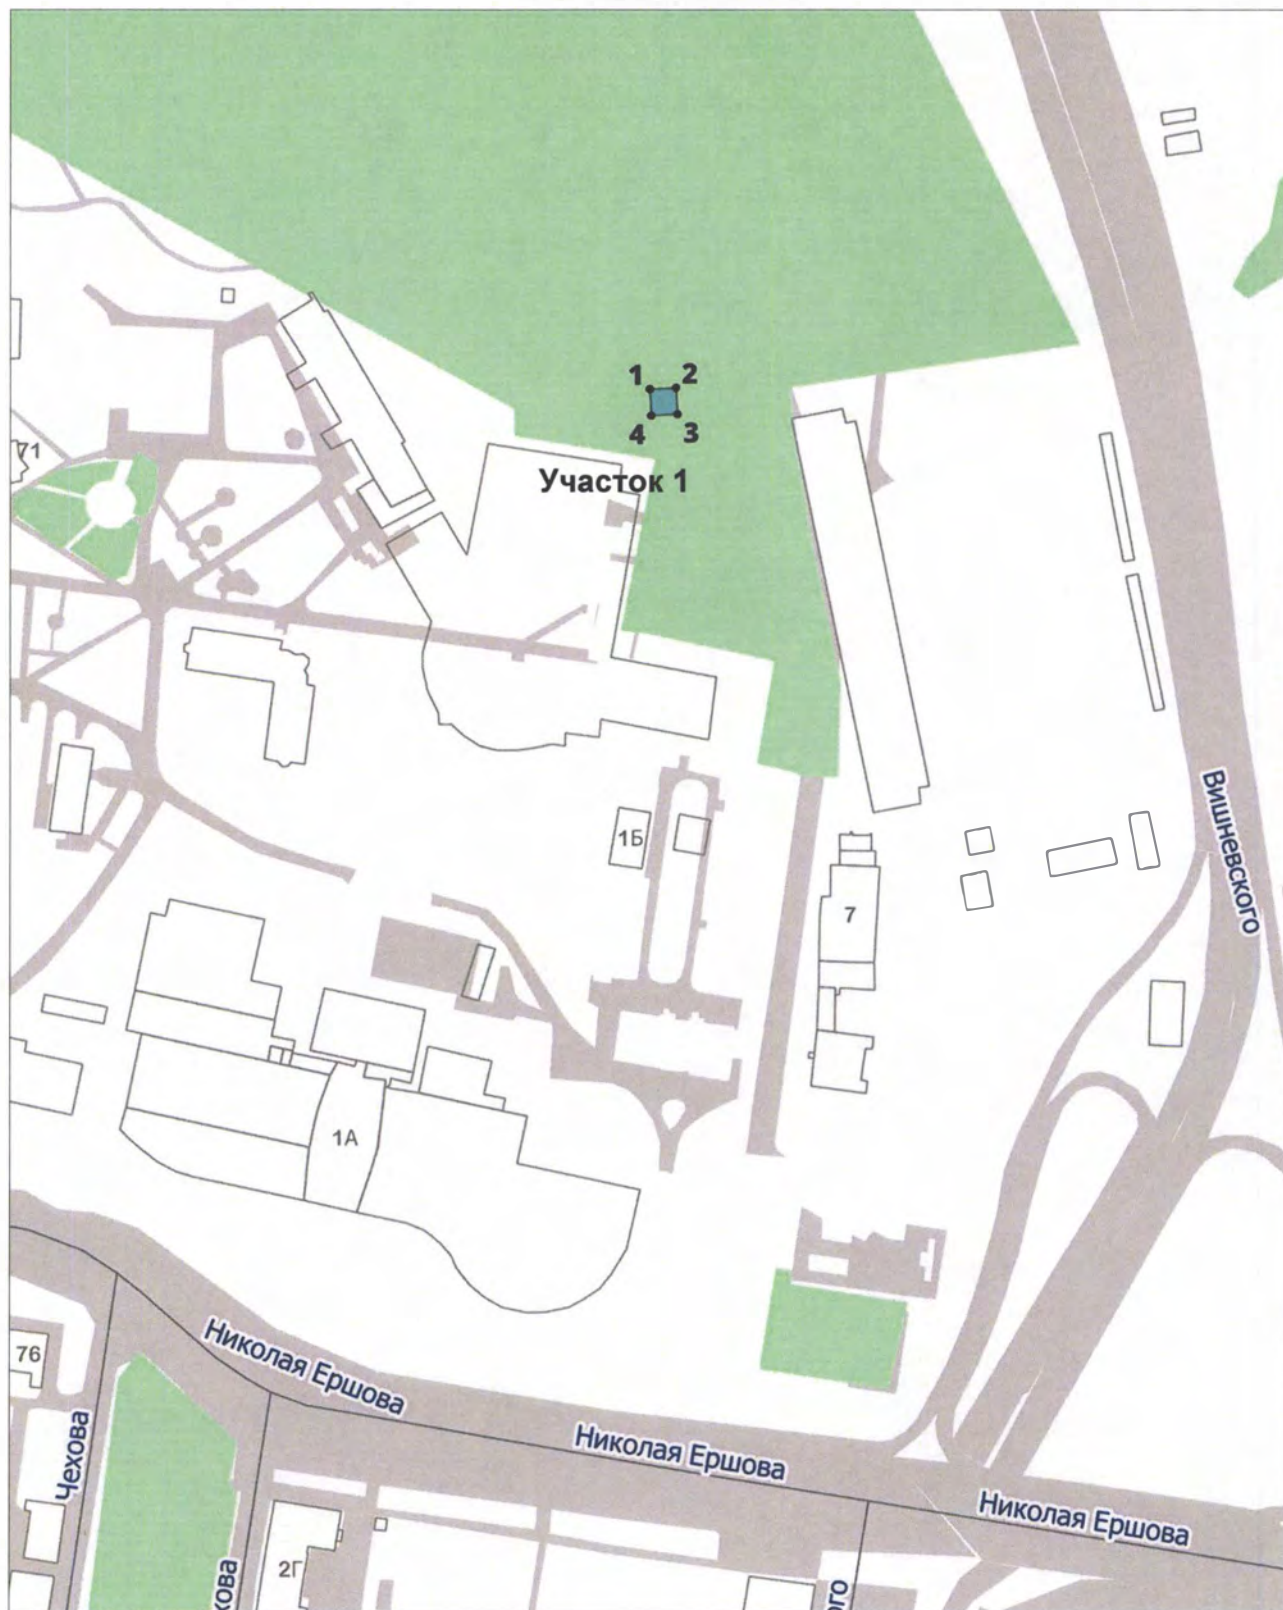 1 2
4 3
Участок 1
71
1Б
Вишневского
7
1А
Николая Ершова
76
Чехова
Николая Ершова
Николая Ершова
2Г